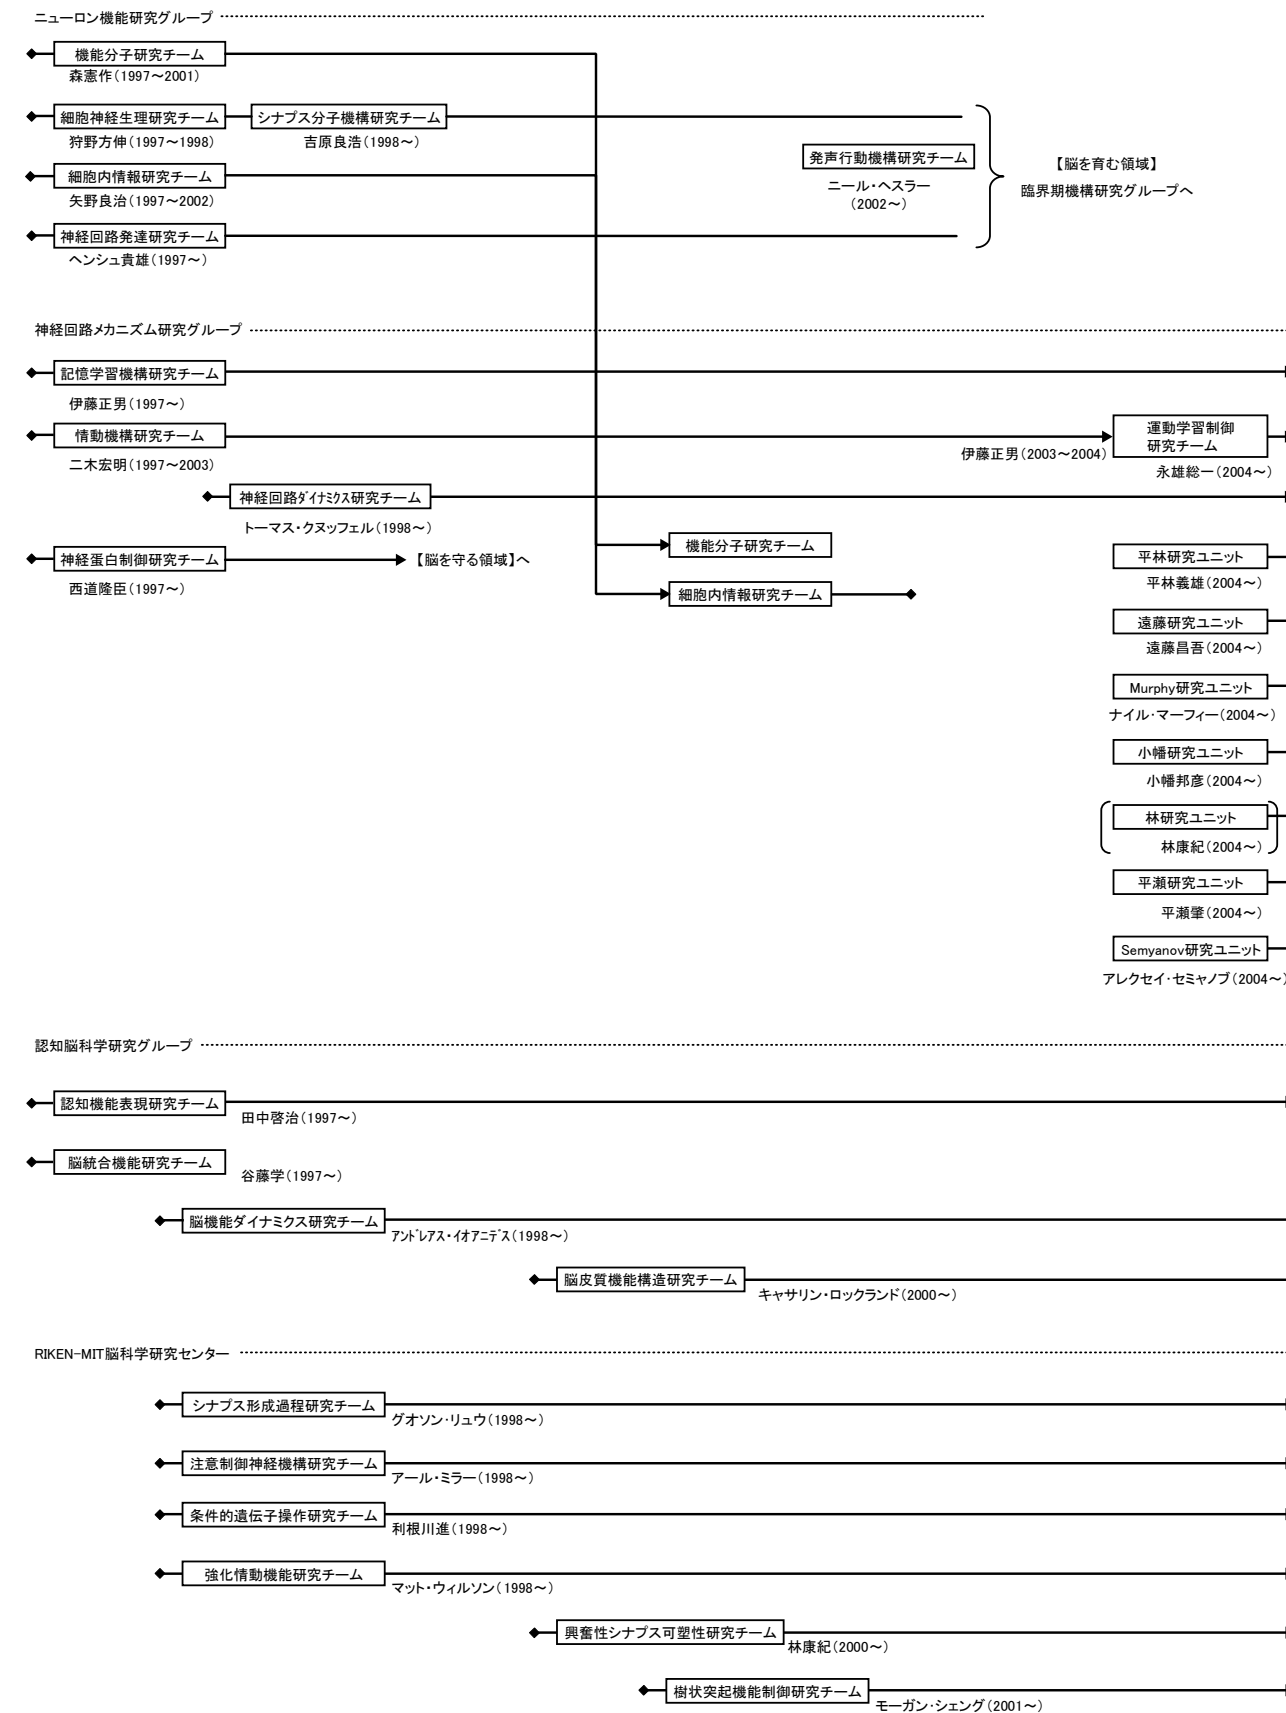 ニューロン機能研究グループ
機能分子研究チーム
森憲作(1997～2001)
細胞神経生理研究チーム
シナプス分子機構研究チーム
狩野方伸(1997～1998)
吉原良浩(1998～)
発声行動機構研究チーム
ニール・ヘスラー
(2002～)
【脳を育む領域】
臨界期機構研究グループへ
細胞内情報研究チーム
矢野良治(1997～2002)
神経回路発達研究チーム
ヘンシュ貴雄(1997～)
神経回路メカニズム研究グループ
記憶学習機構研究チーム
伊藤正男(1997～)
情動機構研究チーム
二木宏明(1997～2003)
伊藤正男(2003～2004)
運動学習制御
研究チーム
永雄総一(2004～)
神経回路ダイナミクス研究チーム
トーマス・クヌッフェル(1998～)
神経蛋白制御研究チーム
【脳を守る領域】へ
西道隆臣(1997～)
機能分子研究チーム
細胞内情報研究チーム
平林研究ユニット
平林義雄(2004～)
遠藤研究ユニット
遠藤昌吾(2004～)
Murphy研究ユニット
ナイル・マーフィー(2004～)
小幡研究ユニット
小幡邦彦(2004～)
林研究ユニット
林康紀(2004～)
平瀬研究ユニット
平瀬肇(2004～)
Semyanov研究ユニット
アレクセイ・セミャノブ(2004～)
認知脳科学研究グループ
認知機能表現研究チーム
田中啓治(1997～)
脳統合機能研究チーム
谷藤学(1997～)
脳機能ダイナミクス研究チーム
アンドレアス・イオアニデス(1998～)
脳皮質機能構造研究チーム
キャサリン・ロックランド(2000～)
RIKEN-MIT脳科学研究センター
シナプス形成過程研究チーム
グオソン・リュウ(1998～)
注意制御神経機構研究チーム
アール・ミラー(1998～)
条件的遺伝子操作研究チーム
利根川進(1998～)
強化情動機能研究チーム
マット・ウィルソン(1998～)
興奮性シナプス可塑性研究チーム
林康紀(2000～)
樹状突起機能制御研究チーム
モーガン・シェング(2001～)